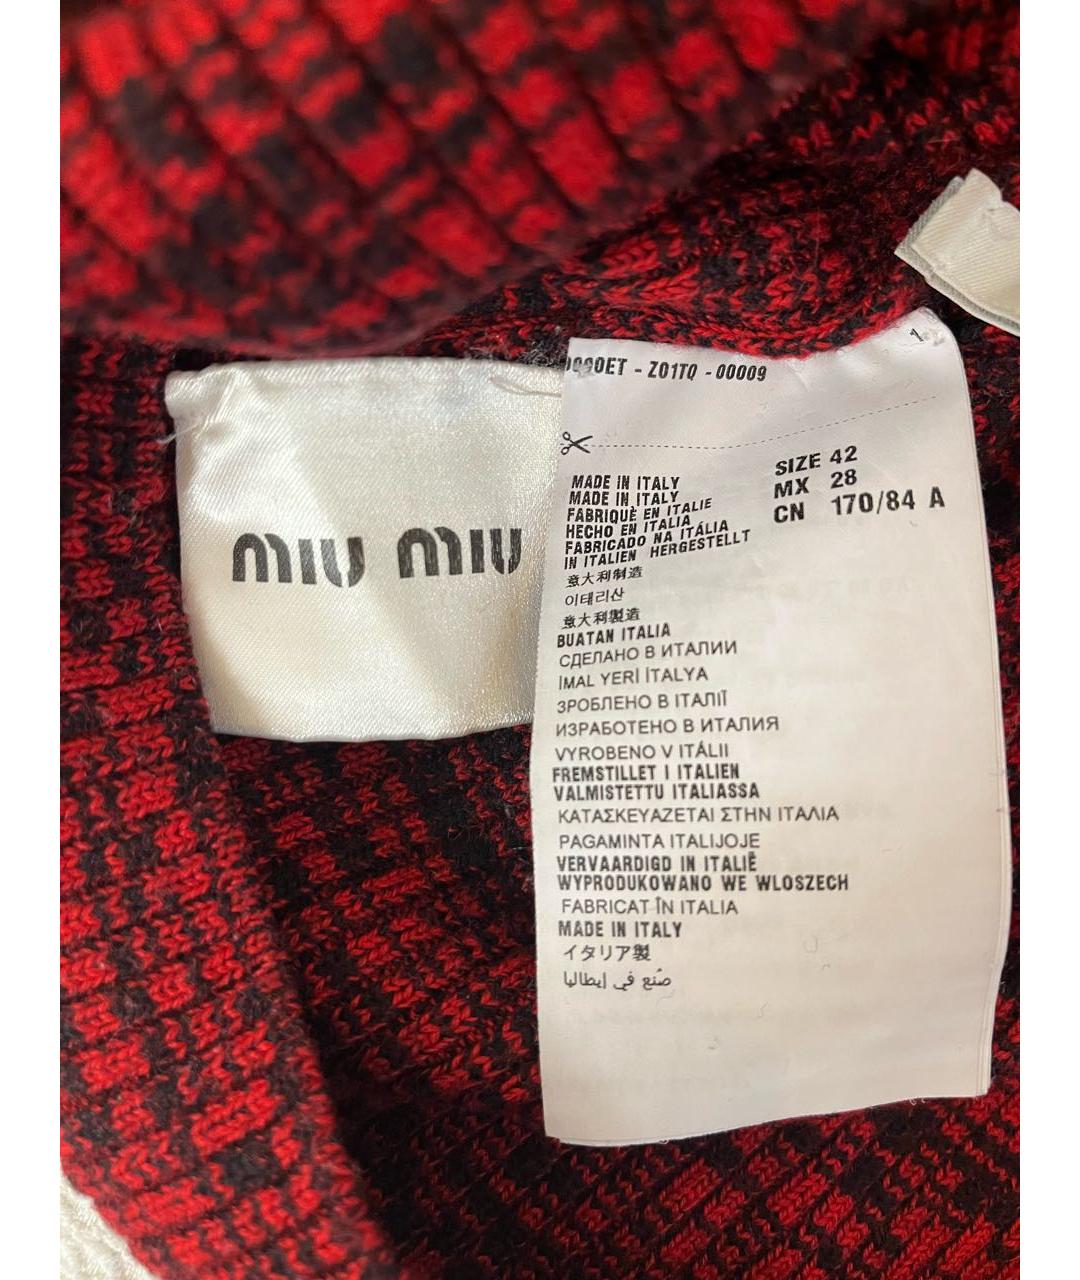 miu miu
- Z01TQ - 00009
1
SIZE 42
MX 28
CN 170/84 A
MADE IN ITALY
MADE IN ITALY
FABRIQUÈ EN ITALIE
HECHO EN ITALIA
FABRICADO NA ITÁLIA
IN ITALIEN HERGESTELLT
意大利制造
이태리산
意大利製造
BUATAN ITALIA
СДЕЛАНО В ИТАЛИИ
İMAL YERİ İTALYA
ЗРОБЛЕНО В ІТАЛІЇ
ИЗРАБОТЕНО В ИТАЛИЯ
VYROBENO V ITÁLII
FREMSTILLET I ITALIEN
VALMISTETTU ITALIASSA
ΚΑΤΑΣΚΕΥΑΖΕΤΑΙ ΣΤΗΝ ΙΤΑΛΙΑ
PAGAMINTA ITALIJOJE
VERVAARDIGD IN ITALIË
WYPRODUKOWANO WE WLOSZECH
FABRICAT ÎN ITALIA
MADE IN ITALY
イタリア製
صُنع في إيطاليا